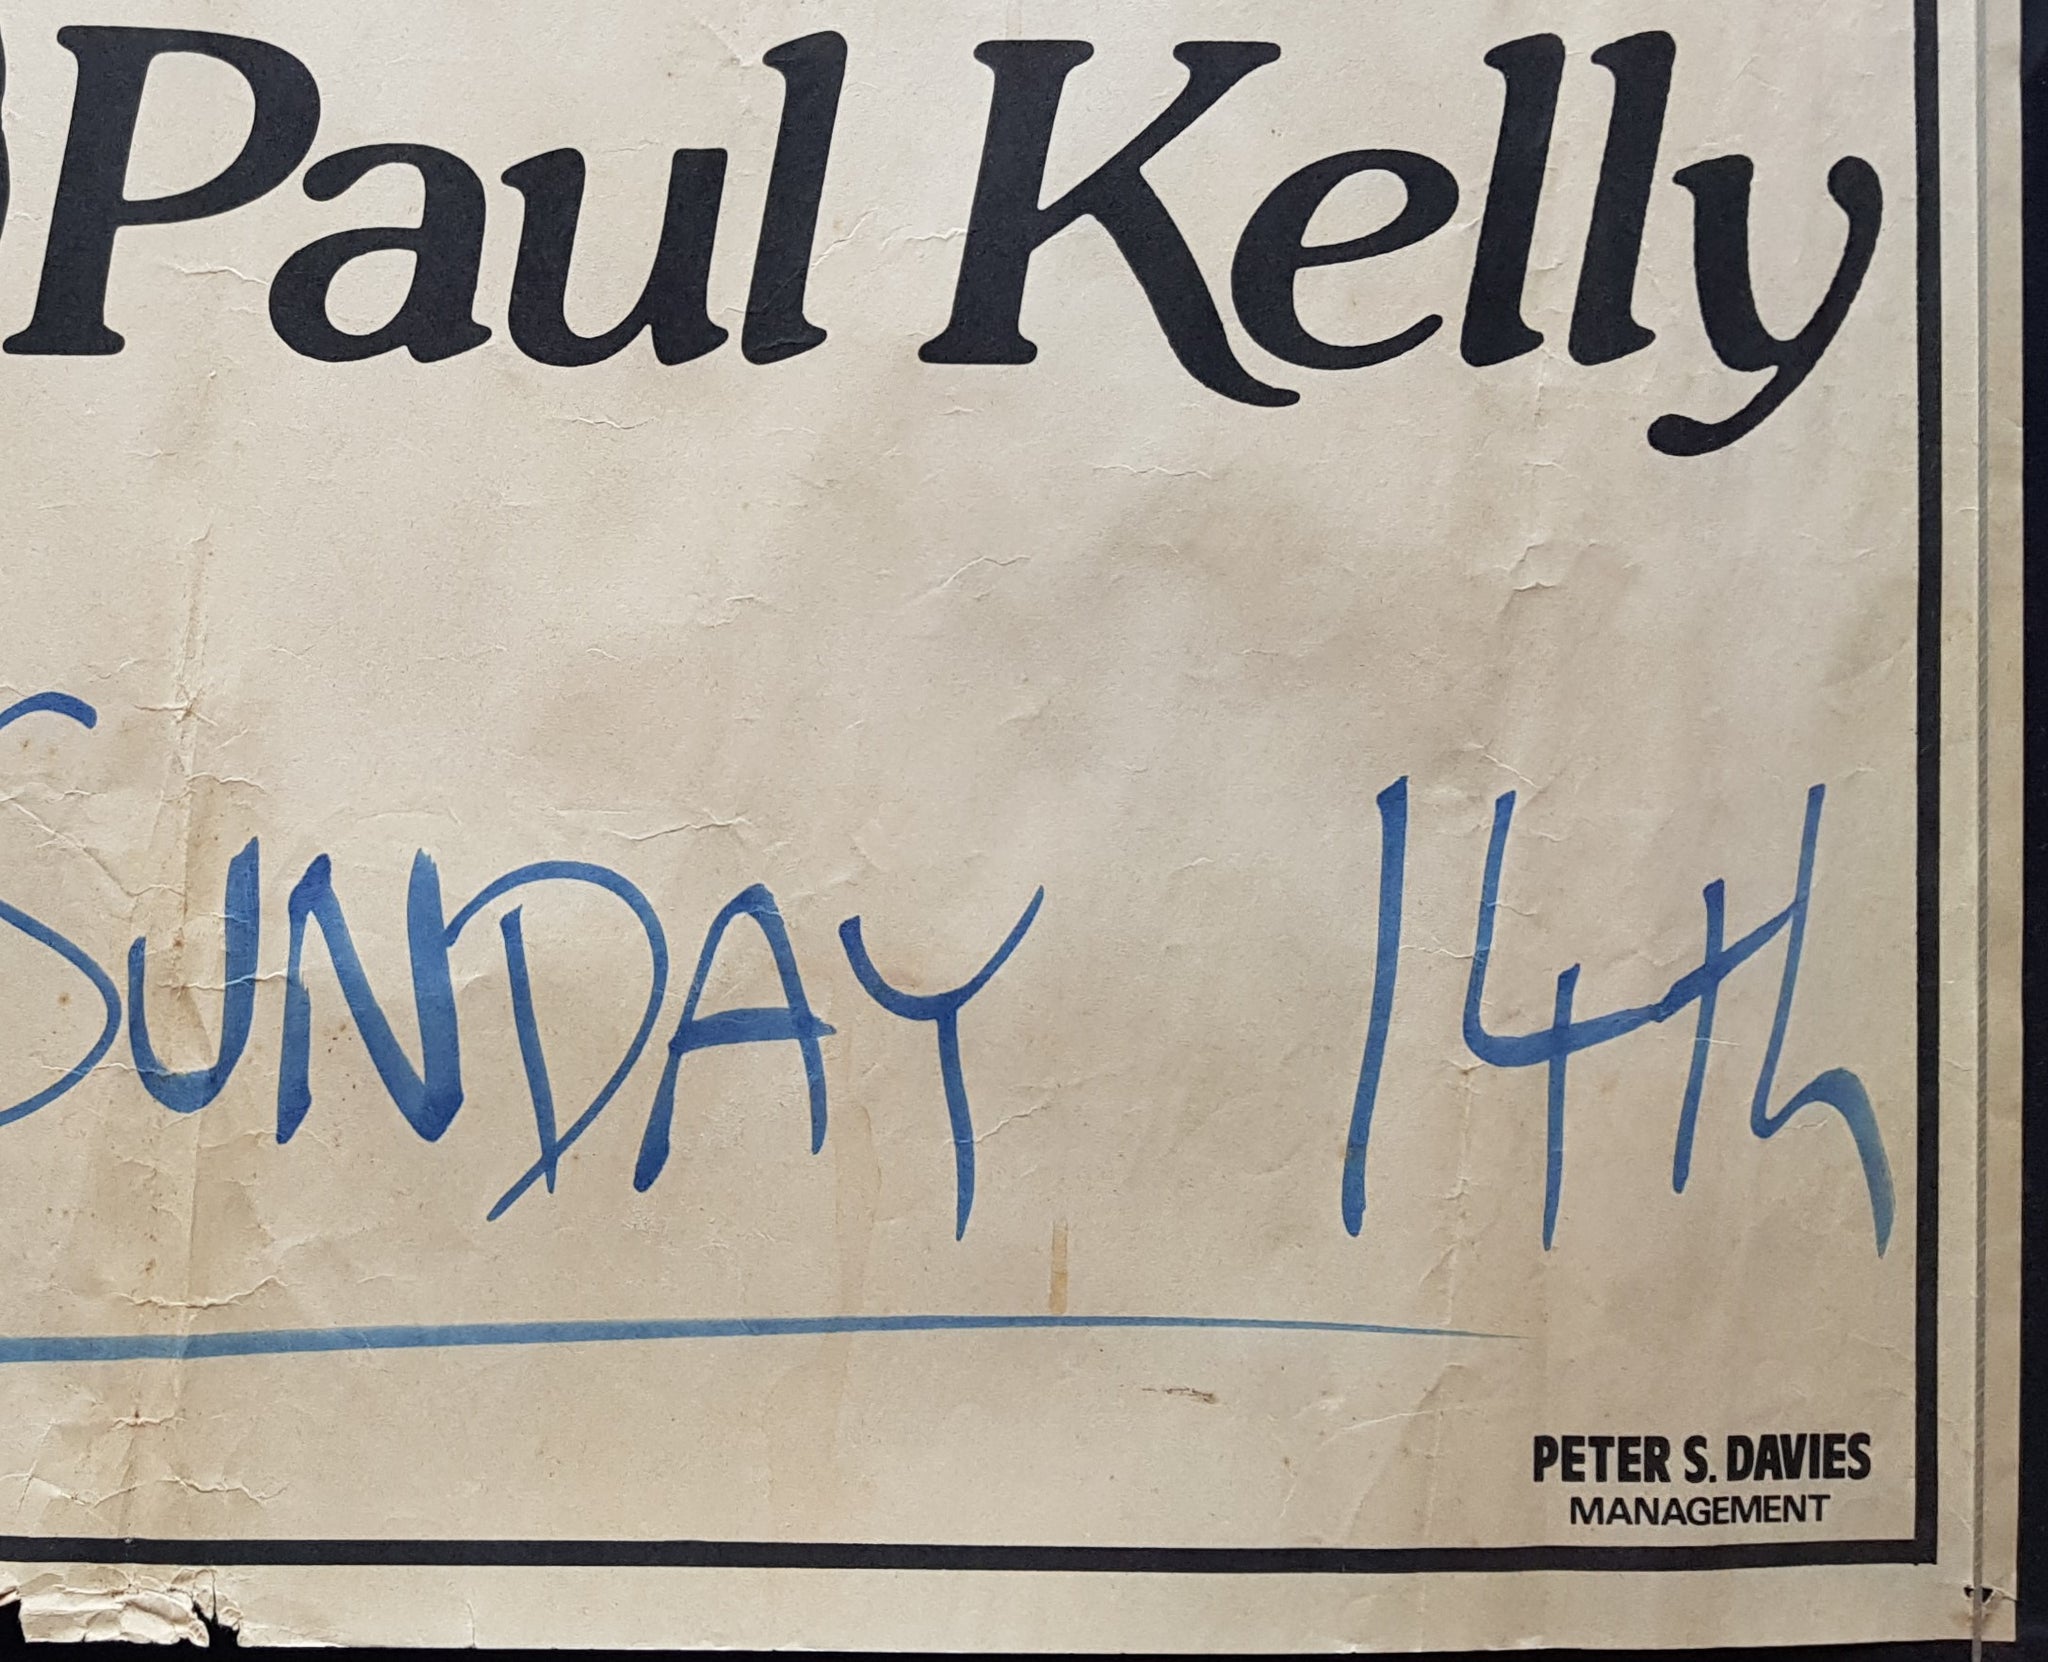 Paul Kelly
SUNDAY 14th
PETER S. DAVIES
MANAGEMENT